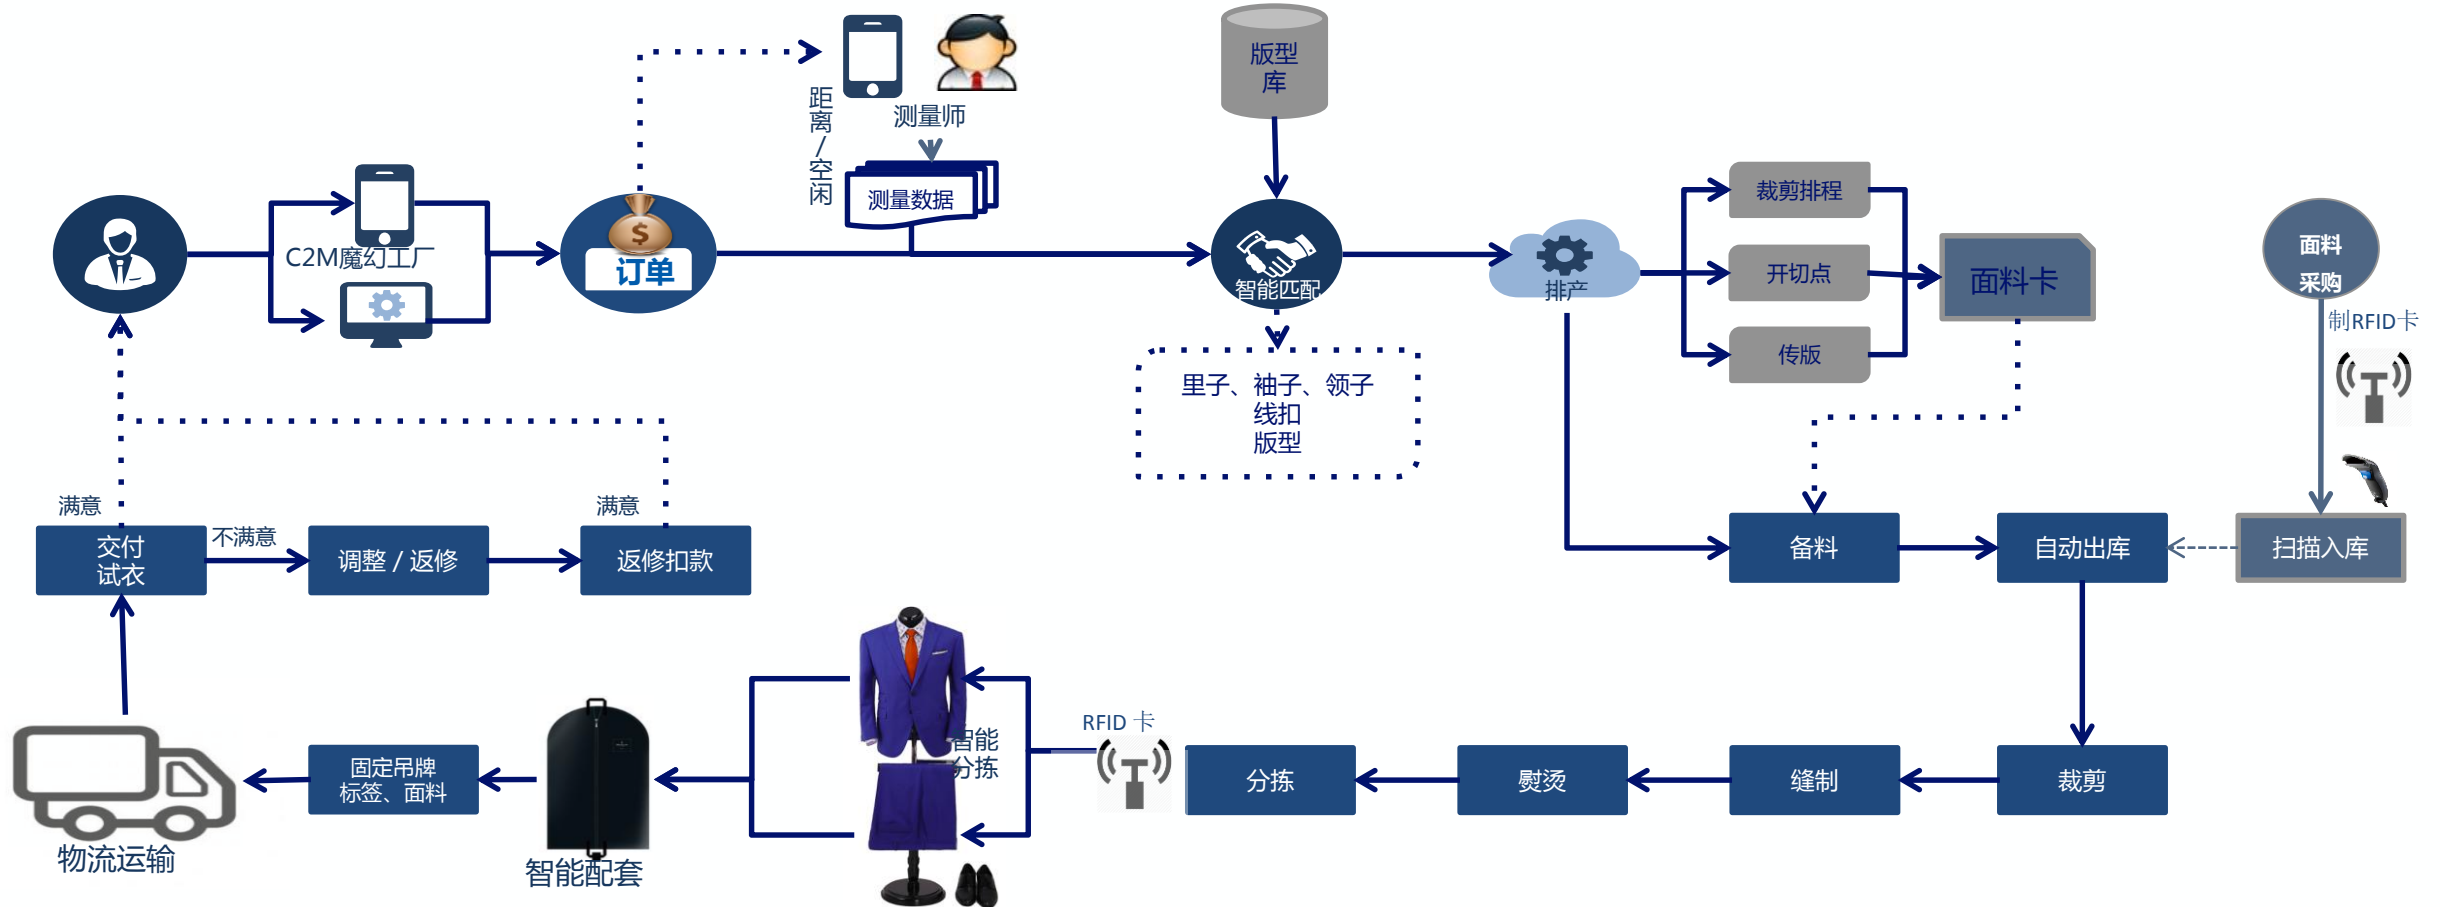 版型
库
距离/空闲
测量师
测量数据
C2M魔幻工厂
$
订单
智能匹配
排产
裁剪排程
开切点
传版
面料卡
面料
采购
制RFID卡
里子、袖子、领子
线扣
版型
满意
不满意
满意
交付
试衣
调整 / 返修
返修扣款
备料
自动出库
扫描入库
RFID 卡
智能
分拣
分拣
熨烫
缝制
裁剪
固定吊牌
标签、面料
物流运输
智能配套